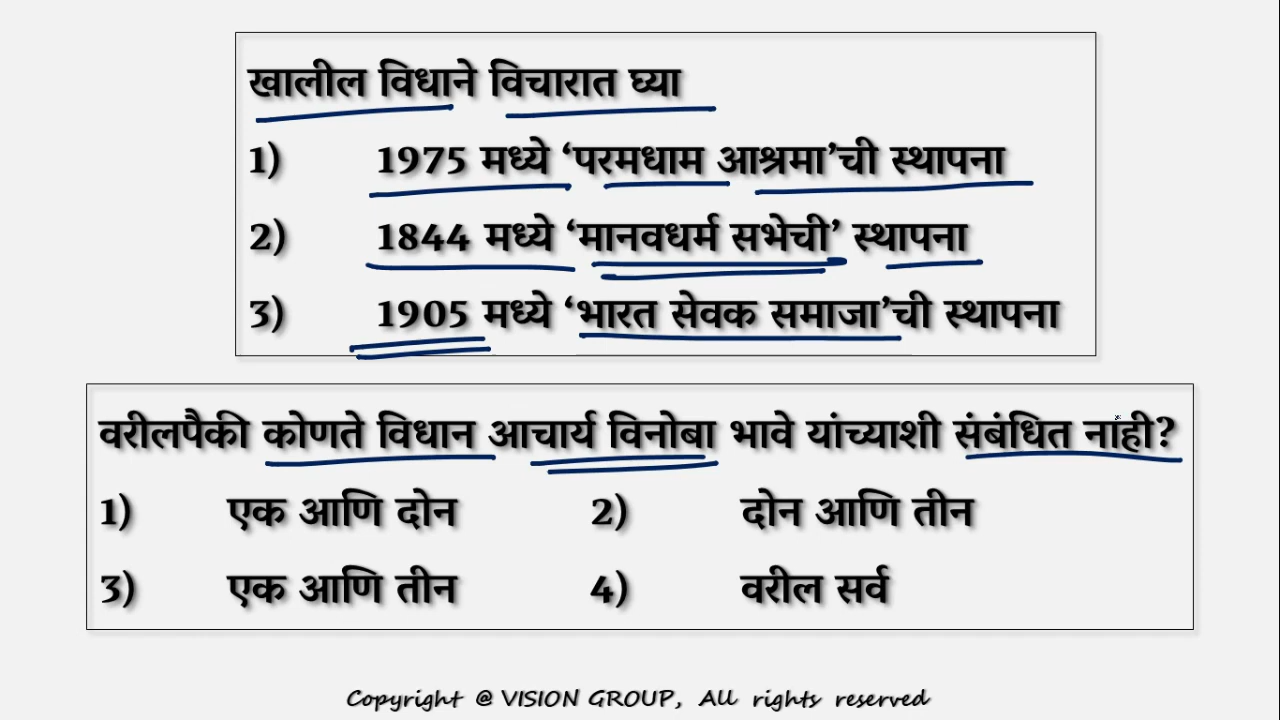 खालील विधाने विचारात घ्या
1) 1975 मध्ये ‘परमधाम आश्रमा’ची स्थापना
2) 1844 मध्ये ‘मानवधर्म सभेची’ स्थापना
3) 1905 मध्ये ‘भारत सेवक समाजा’ची स्थापना
वरीलपैकी कोणते विधान आचार्य विनोबा भावे यांच्याशी संबंधित नाही?
1) एक आणि दोन 2) दोन आणि तीन
3) एक आणि तीन 4) वरील सर्व
Copyright @ VISION GROUP, All rights reserved